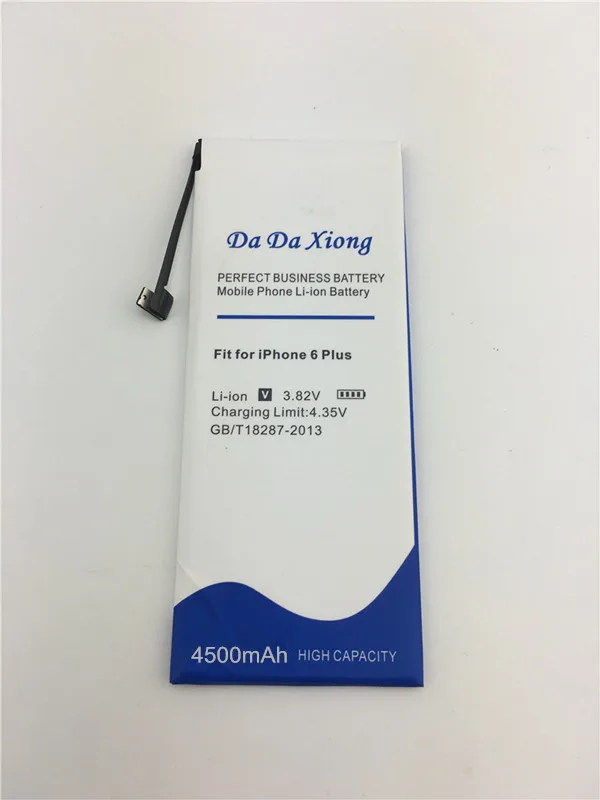 Da Da Xiong
PERFECT BUSINESS BATTERY
Mobile Phone Li-ion Battery
Fit for iPhone 6 Plus
Li-ion V 3.82V
Charging Limit:4.35V
GB/T18287-2013
4500mAh HIGH CAPACITY